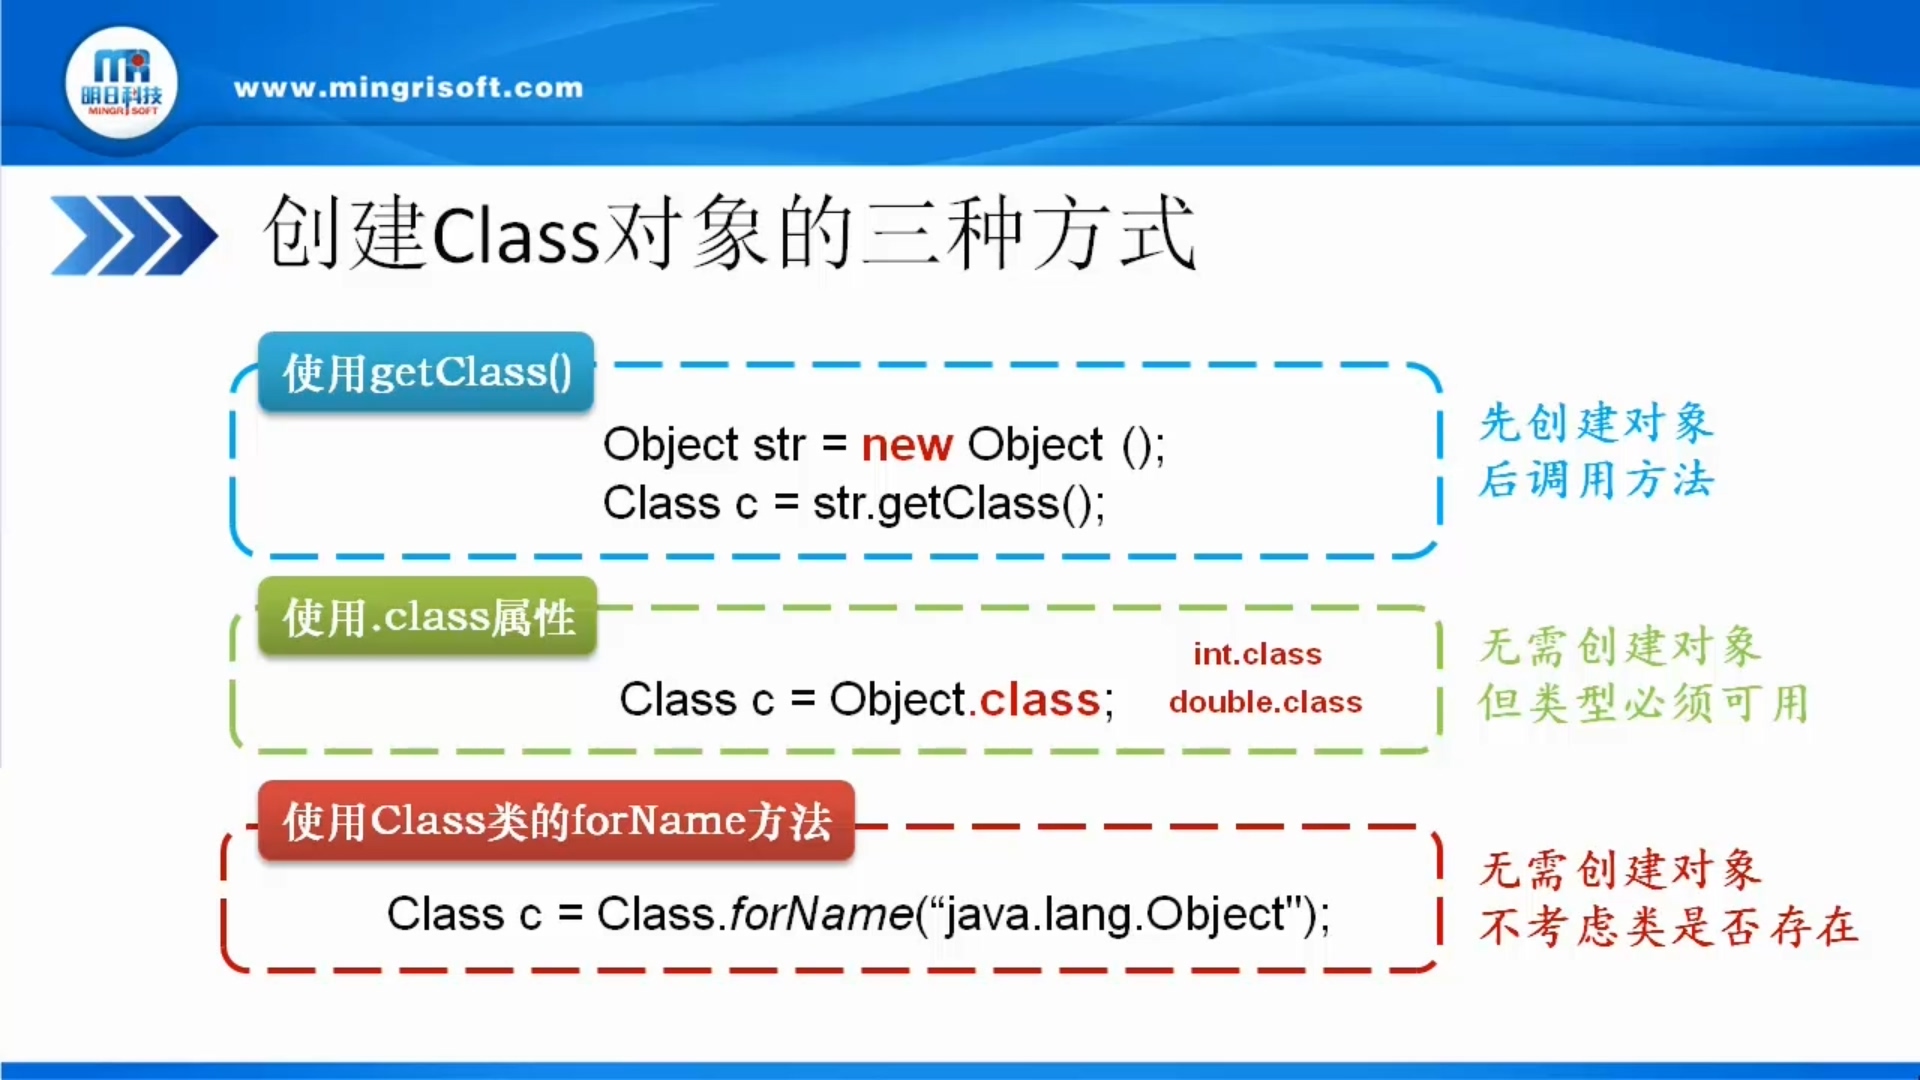 明日科技
MINGRISOFT
www.mingrisoft.com
创建Class对象的三种方式
使用getClass()
Object str = new Object ();
Class c = str.getClass();
先创建对象
后调用方法
使用.class属性
Class c = Object.class;
int.class
double.class
无需创建对象
但类型必须可用
使用Class类的forName方法
Class c = Class.forName(“java.lang.Object");
无需创建对象
不考虑类是否存在